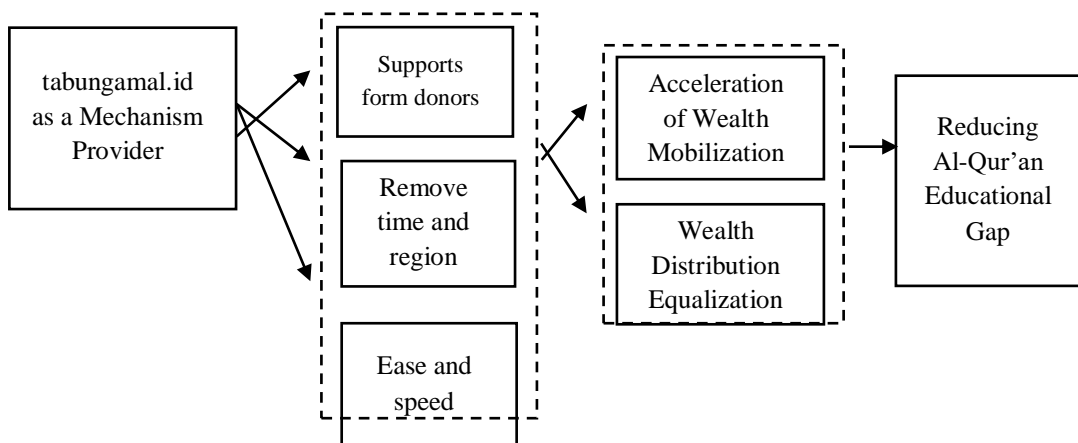 tabungamal.id
as a Mechanism
Provider
Supports
form donors
Remove
time and
region
Ease and
speed
Acceleration
of Wealth
Mobilization
Wealth
Distribution
Equalization
Reducing
Al-Qur’an
Educational
Gap